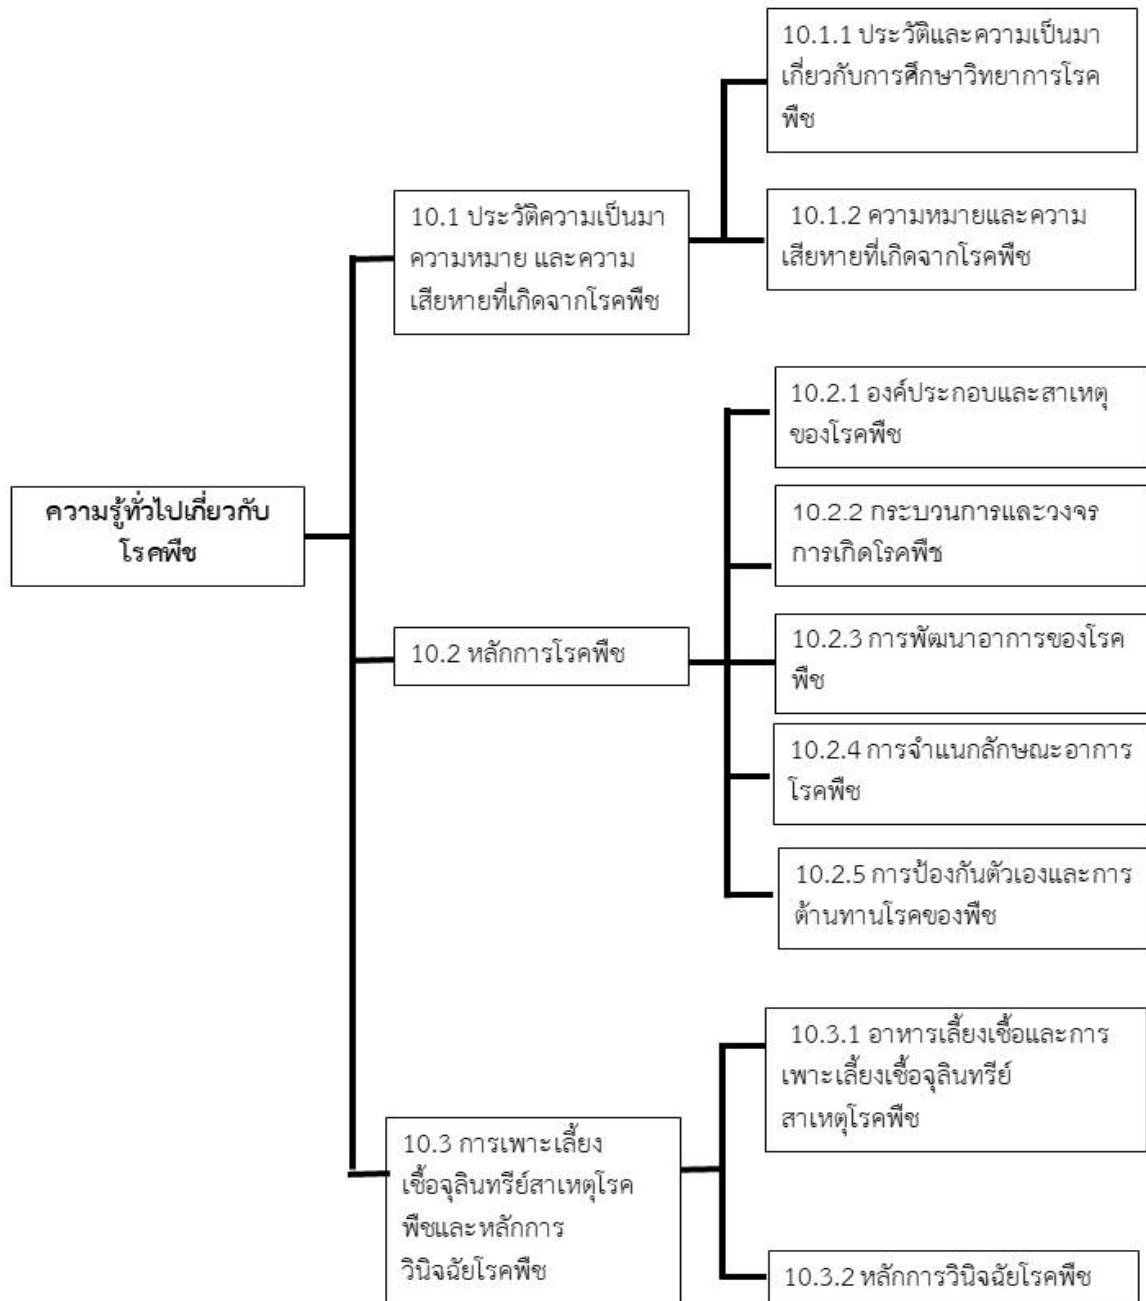 ความรู้ทั่วไปเกี่ยวกับ
โรคพืช
10.1 ประวัติความเป็นมา
ความหมาย และความ
เสียหายที่เกิดจากโรคพืช
10.1.1 ประวัติและความเป็นมา
เกี่ยวกับการศึกษาวิทยาการโรค
พืช
10.1.2 ความหมายและความ
เสียหายที่เกิดจากโรคพืช
10.2 หลักการโรคพืช
10.2.1 องค์ประกอบและสาเหตุ
ของโรคพืช
10.2.2 กระบวนการและวงจร
การเกิดโรคพืช
10.2.3 การพัฒนาอาการของโรค
พืช
10.2.4 การจำแนกลักษณะอาการ
โรคพืช
10.2.5 การป้องกันตัวเองและการ
ต้านทานโรคของพืช
10.3 การเพาะเลี้ยง
เชื้อจุลินทรีย์สาเหตุโรค
พืชและหลักการ
วินิจฉัยโรคพืช
10.3.1 อาหารเลี้ยงเชื้อและการ
เพาะเลี้ยงเชื้อจุลินทรีย์
สาเหตุโรคพืช
10.3.2 หลักการวินิจฉัยโรคพืช